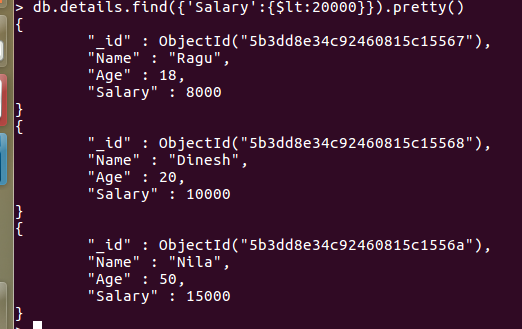 > db.details.find({'Salary':{$lt:20000}}).pretty()
{
        "_id" : ObjectId("5b3dd8e34c92460815c15567"),
        "Name" : "Ragu",
        "Age" : 18,
        "Salary" : 8000
}
{
        "_id" : ObjectId("5b3dd8e34c92460815c15568"),
        "Name" : "Dinesh",
        "Age" : 20,
        "Salary" : 10000
}
{
        "_id" : ObjectId("5b3dd8e34c92460815c1556a"),
        "Name" : "Nila",
        "Age" : 50,
        "Salary" : 15000
}
>